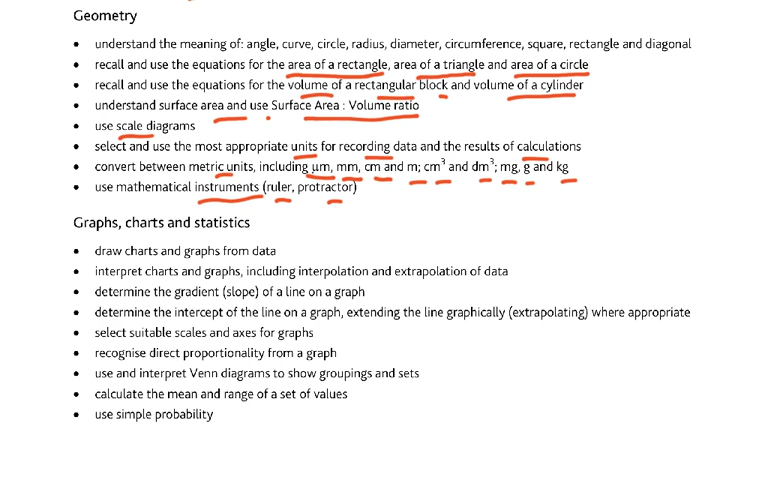 Geometry
• understand the meaning of: angle, curve, circle, radius, diameter, circumference, square, rectangle and diagonal
• recall and use the equations for the area of a rectangle, area of a triangle and area of a circle
• recall and use the equations for the volume of a rectangular block and volume of a cylinder
• understand surface area and use Surface Area : Volume ratio
• use scale diagrams
• select and use the most appropriate units for recording data and the results of calculations
• convert between metric units, including µm, mm, cm and m; cm³ and dm³; mg, g and kg
• use mathematical instruments (ruler, protractor)
Graphs, charts and statistics
• draw charts and graphs from data
• interpret charts and graphs, including interpolation and extrapolation of data
• determine the gradient (slope) of a line on a graph
• determine the intercept of the line on a graph, extending the line graphically (extrapolating) where appropriate
• select suitable scales and axes for graphs
• recognise direct proportionality from a graph
• use and interpret Venn diagrams to show groupings and sets
• calculate the mean and range of a set of values
• use simple probability